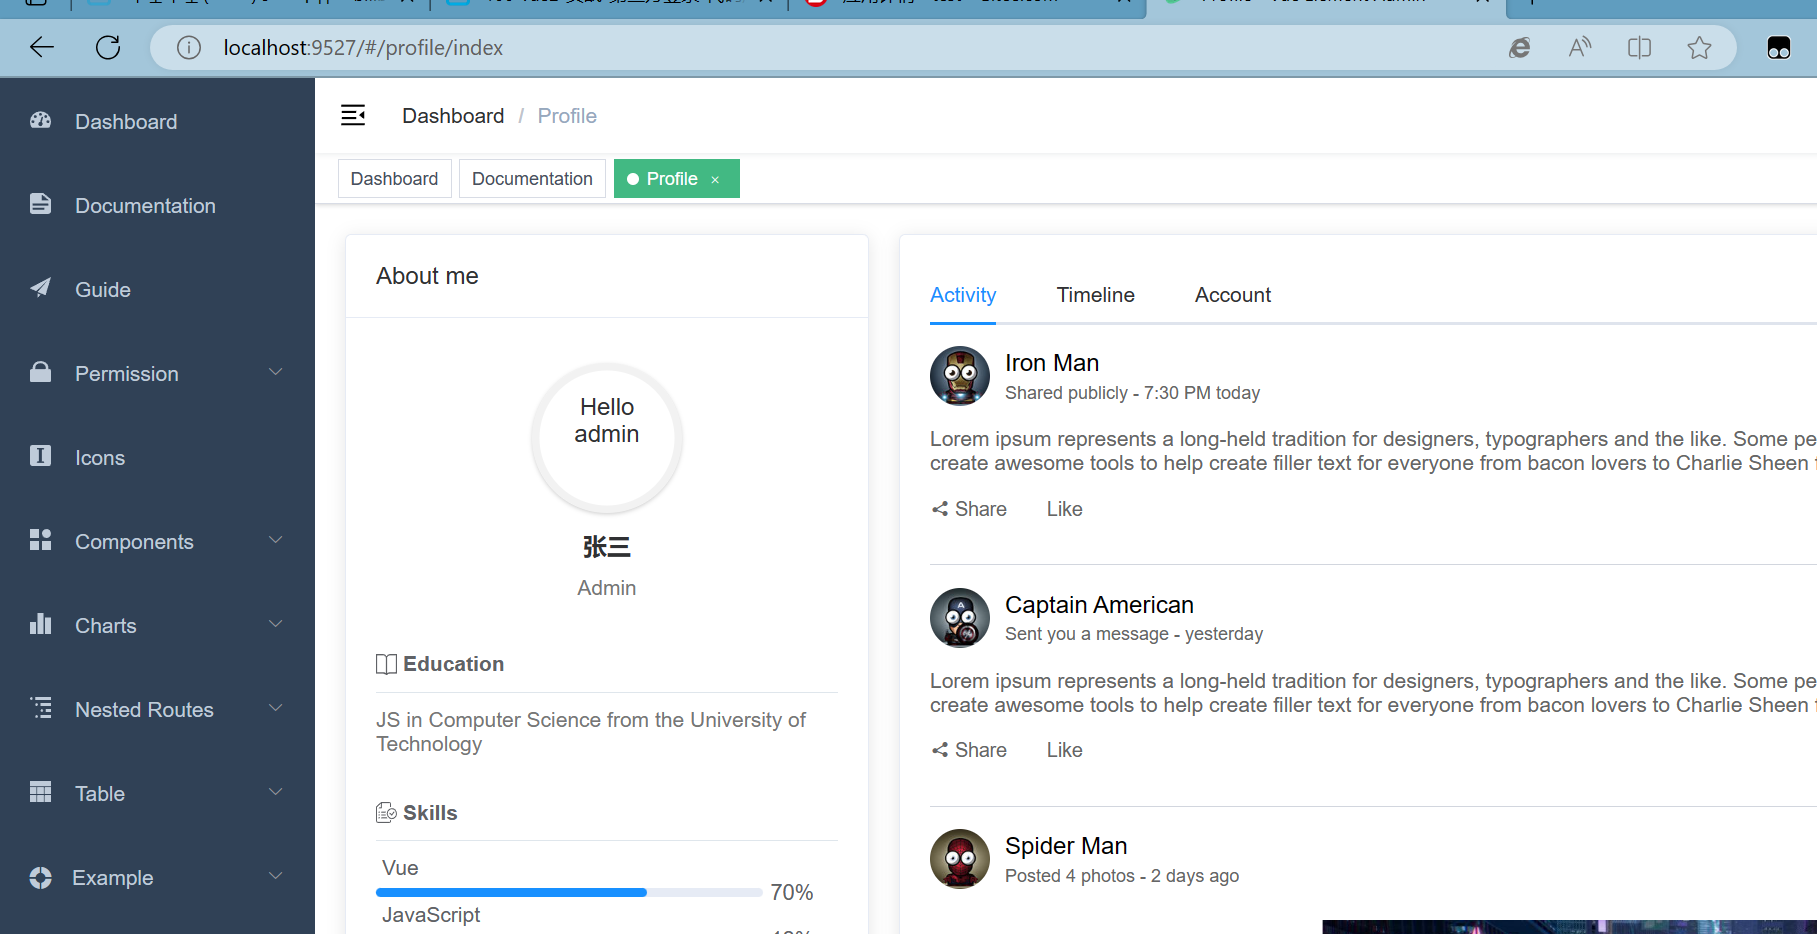 localhost:9527/#/profile/index
Dashboard
Documentation
Guide
Permission
Icons
Components
Charts
Nested Routes
Table
Example
Dashboard / Profile
Dashboard
Documentation
Profile ×
About me
Hello
admin
张三
Admin
Education
JS in Computer Science from the University of
Technology
Skills
Vue
70%
JavaScript
Activity
Timeline
Account
Iron Man
Shared publicly - 7:30 PM today
Lorem ipsum represents a long-held tradition for designers, typographers and the like. Some
create awesome tools to help create filler text for everyone from bacon lovers to Charlie Sheen
Share
Like
Captain American
Sent you a message - yesterday
Lorem ipsum represents a long-held tradition for designers, typographers and the like. Some
create awesome tools to help create filler text for everyone from bacon lovers to Charlie Sheen
Share
Like
Spider Man
Posted 4 photos - 2 days ago